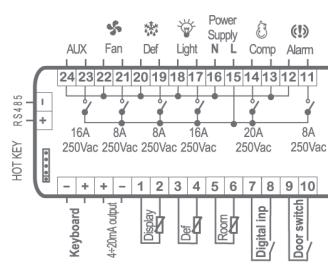 Power
Supply
AUX Fan Def Light N L Comp Alarm
24 23 22 21 20 19 18 17 16 15 14 13 12 11
16A 8A 8A 16A 20A 8A
250Vac 250Vac 250Vac 250Vac 250Vac 250Vac
RS485
- +
HOT KEY
- + + - 1 2 3 4 5 6 7 8 9 10
Keyboard
4÷20mA output
Display
Def
Room
Digital inp
Door switch